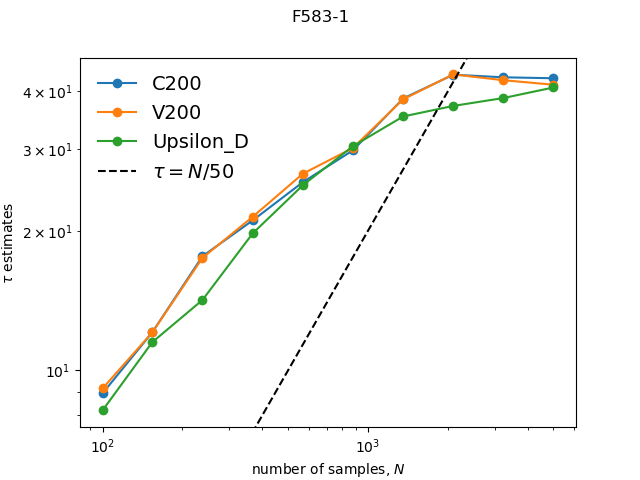 F583-1
C200
V200
Upsilon_D
τ = N/50
4 × 10¹
3 × 10¹
2 × 10¹
10¹
τ estimates
10²
10³
number of samples, N